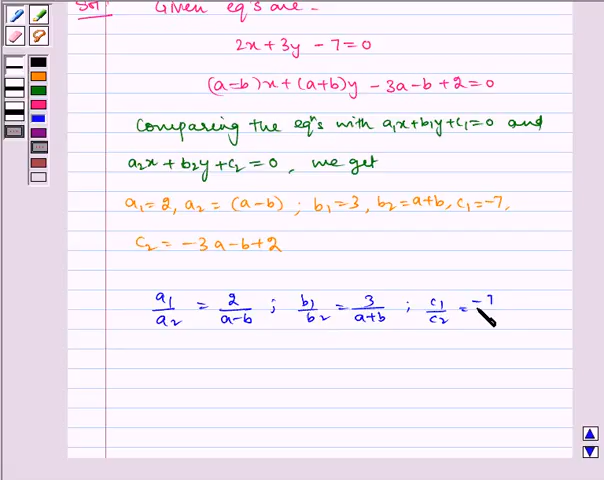 Solⁿ: Given eqⁿs are -
2x + 3y - 7 = 0
(a-b)x + (a+b)y - 3a - b + 2 = 0
Comparing the eqⁿs with a₁x + b₁y + c₁ = 0 and
a₂x + b₂y + c₂ = 0, we get
a₁ = 2, a₂ = (a-b) ; b₁ = 3, b₂ = a+b, c₁ = -7,
c₂ = -3a - b + 2
a₁/a₂ = 2/a-b ; b₁/b₂ = 3/a+b ; c₁/c₂ = -7